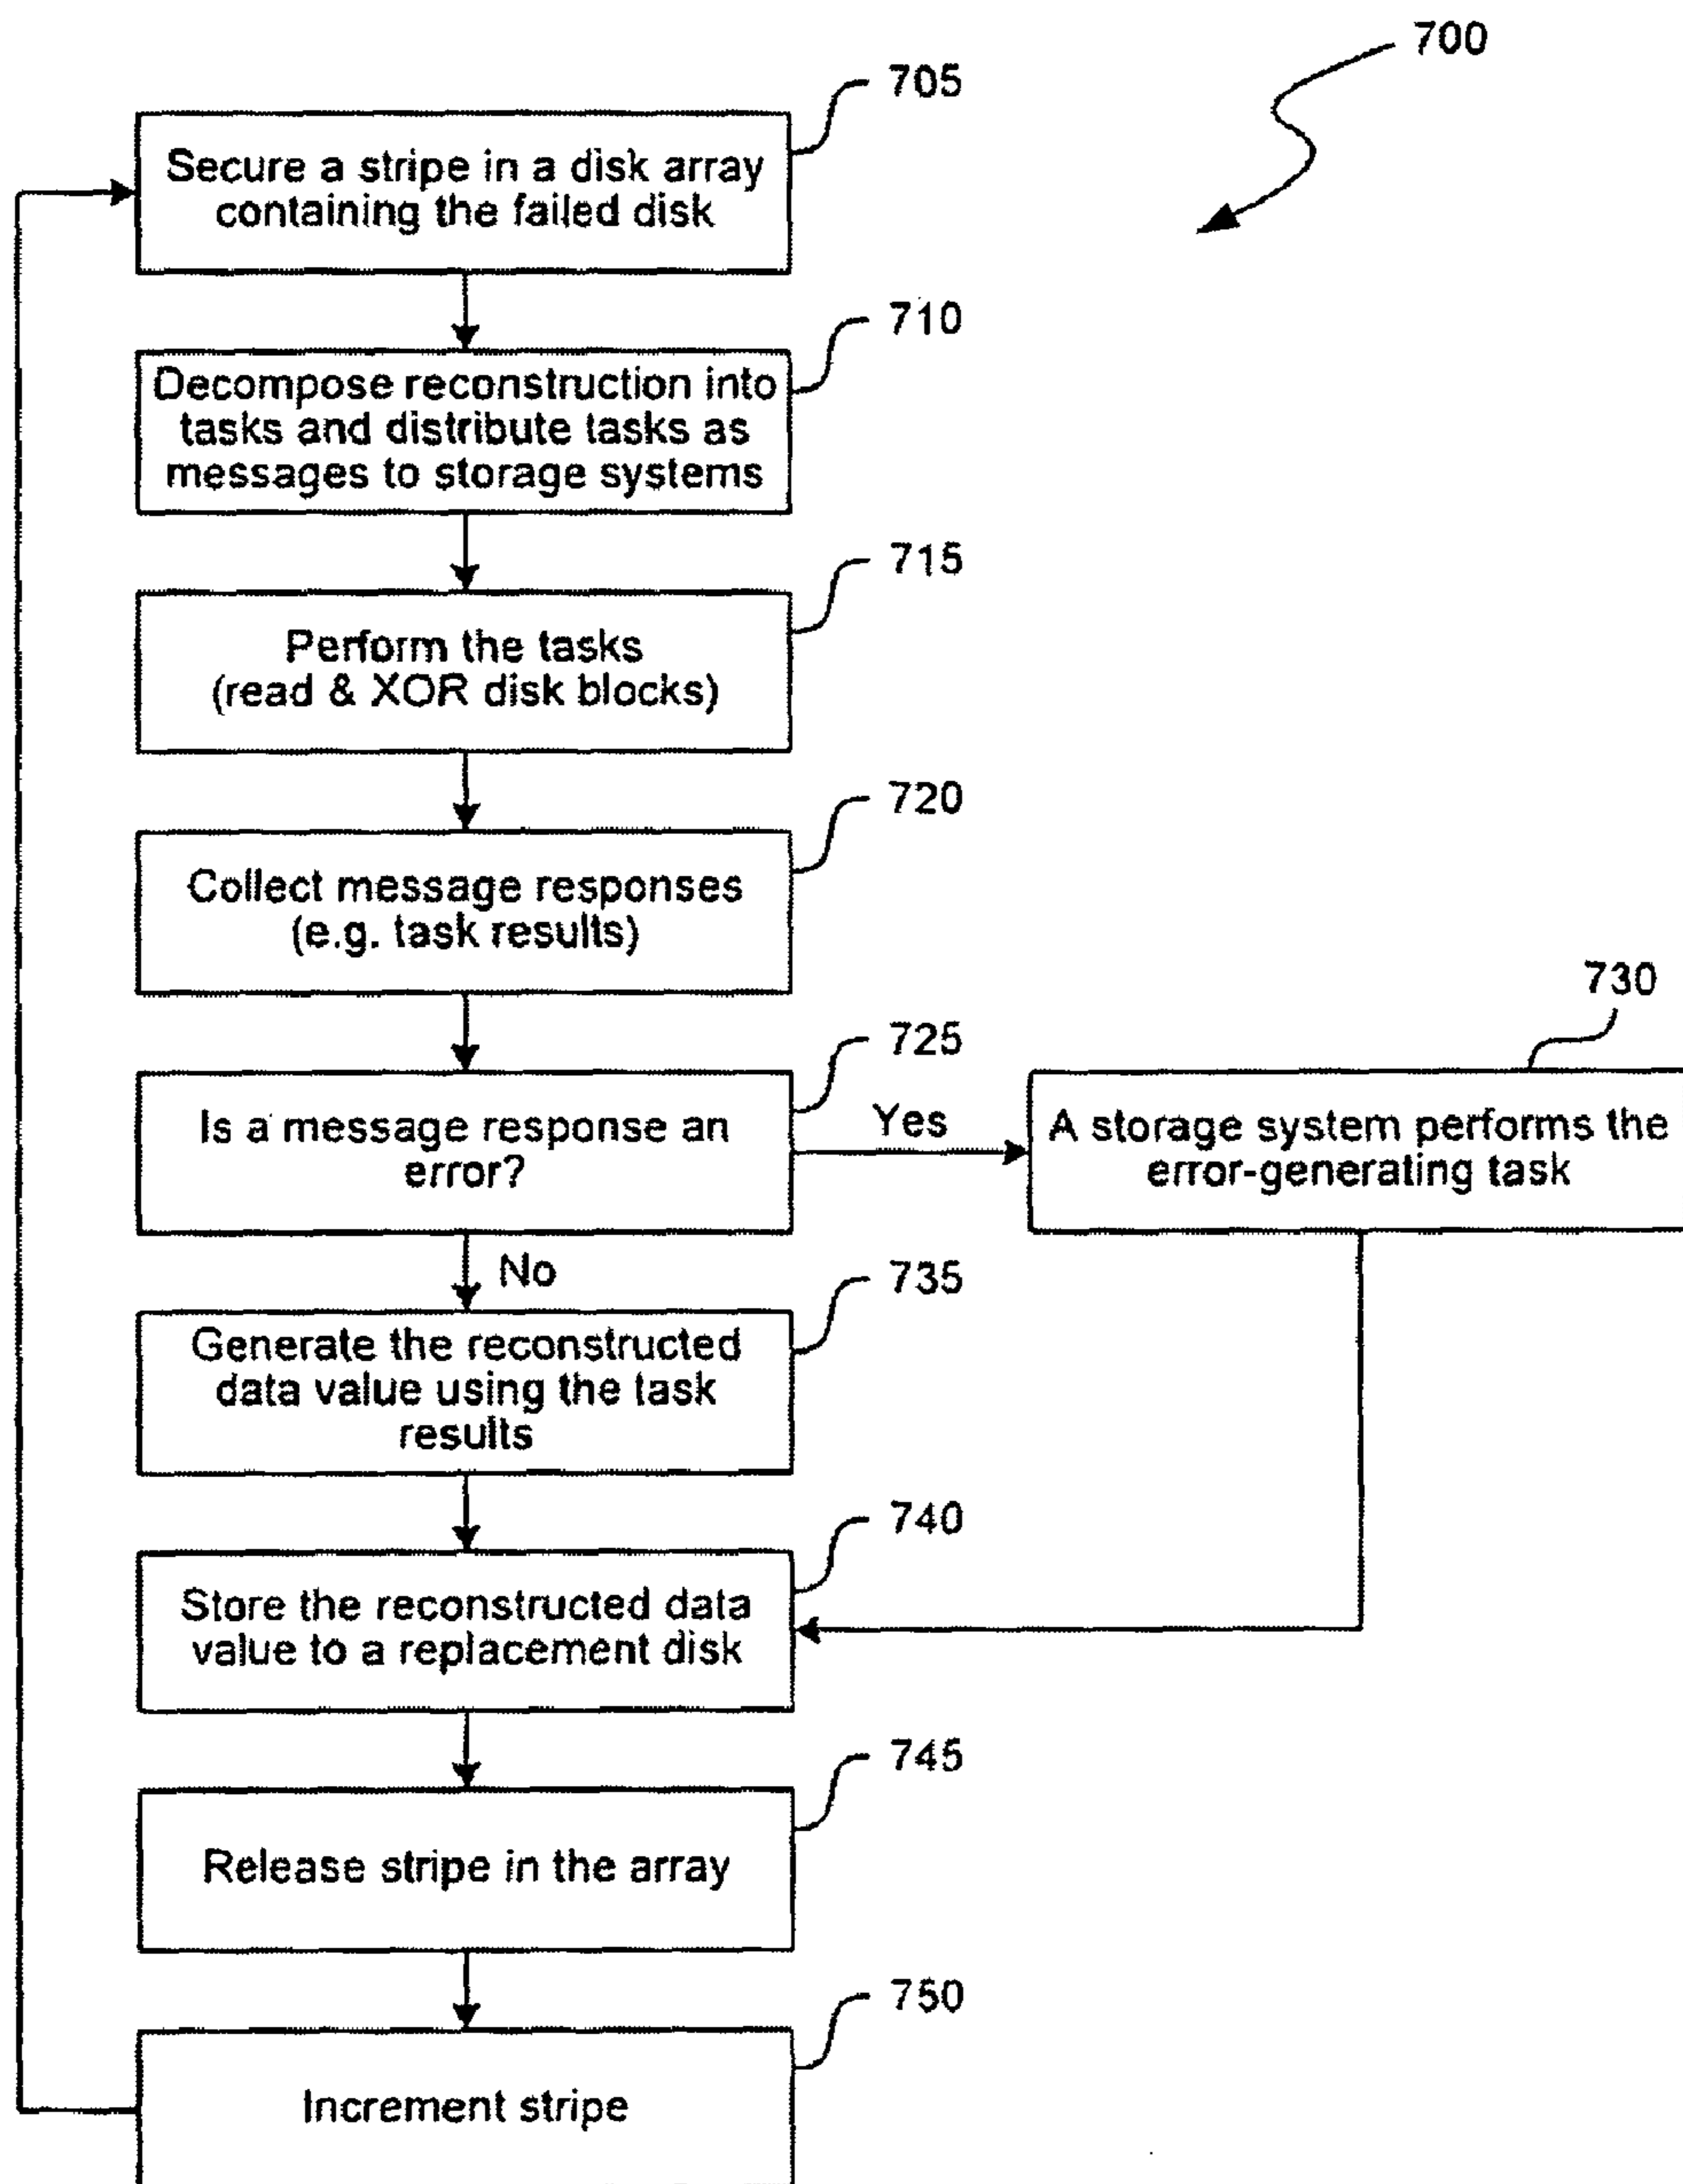 700
705
Secure a stripe in a disk array
containing the failed disk
710
Decompose reconstruction into
tasks and distribute tasks as
messages to storage systems
715
Perform the tasks
(read & XOR disk blocks)
720
Collect message responses
(e.g. task results)
725
Is a message response an
error?
Yes
730
A storage system performs the
error-generating task
No
735
Generate the reconstructed
data value using the task
results
740
Store the reconstructed data
value to a replacement disk
745
Release stripe in the array
750
Increment stripe